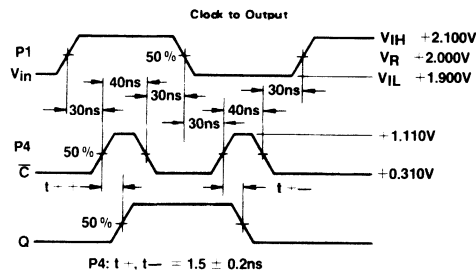 Clock to Output
P1
Vin
50 %
VIH +2.100V
VR +2.000V
VIL +1.900V
40ns
30ns
30ns
30ns
40ns
30ns
P4
C
50 %
+1.110V
+0.310V
t + +
t + —
50 %
Q
P4: t +, t— = 1.5 ± 0.2ns